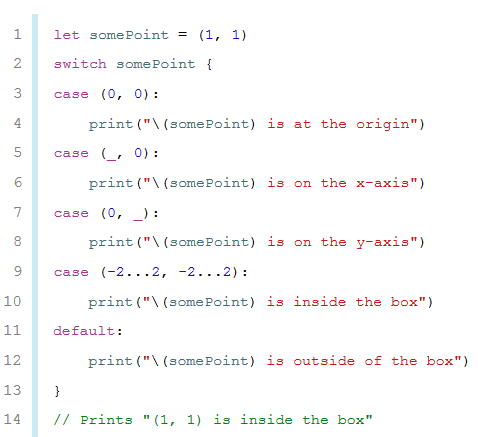 1 let somePoint = (1, 1)
2 switch somePoint {
3 case (0, 0):
4     print("\(somePoint) is at the origin")
5 case (_, 0):
6     print("\(somePoint) is on the x-axis")
7 case (0, _):
8     print("\(somePoint) is on the y-axis")
9 case (-2...2, -2...2):
10     print("\(somePoint) is inside the box")
11 default:
12     print("\(somePoint) is outside of the box")
13 }
14 // Prints "(1, 1) is inside the box"